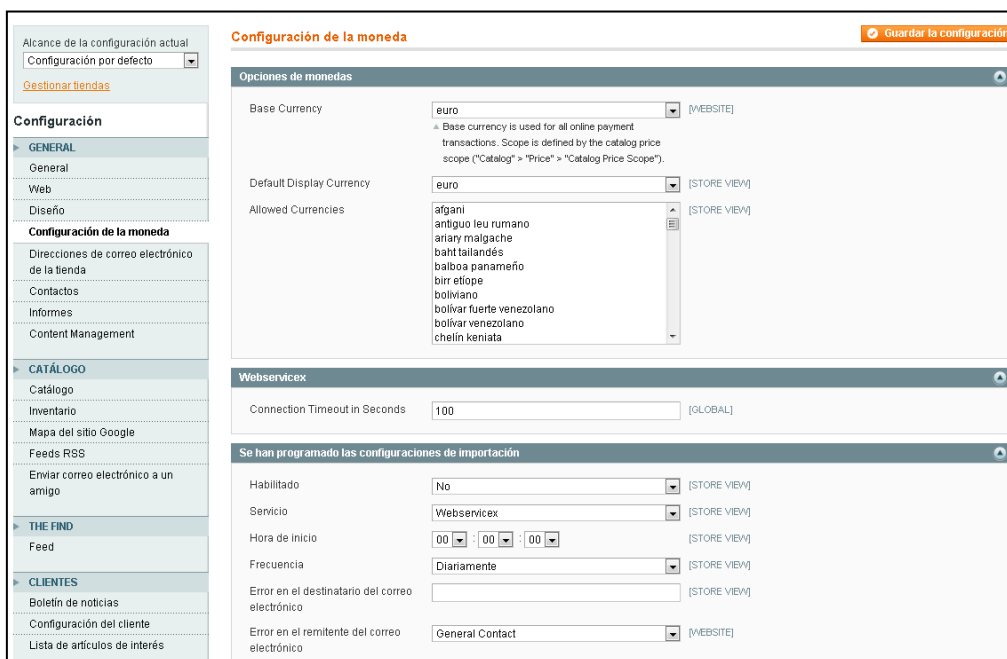 Alcance de la configuración actual
Configuración por defecto
Gestionar tiendas
Configuración
GENERAL
General
Web
Diseño
Configuración de la moneda
Direcciones de correo electrónico
de la tienda
Contactos
Informes
Content Management
CATÁLOGO
Catálogo
Inventario
Mapa del sitio Google
Feeds RSS
Enviar correo electrónico a un
amigo
THE FIND
Feed
CLIENTES
Boletín de noticias
Configuración del cliente
Lista de artículos de interés
Configuración de la moneda
Guardar la configuración
Opciones de monedas
Base Currency euro [WEBSITE]
Base currency is used for all online payment
transactions. Scope is defined by the catalog price
scope ("Catalog" > "Price" > "Catalog Price Scope").
Default Display Currency euro [STORE VIEW]
Allowed Currencies afgani [STORE VIEW]
antiguo leu rumano
ariary malgache
baht tailandés
balboa panameño
birr etíope
boliviano
bolívar fuerte venezolano
bolívar venezolano
chelín keniata
Webservicex
Connection Timeout in Seconds 100 [GLOBAL]
Se han programado las configuraciones de importación
Habilitado No [STORE VIEW]
Servicio Webservicex [STORE VIEW]
Hora de inicio 00 : 00 : 00 [STORE VIEW]
Frecuencia Diariamente [STORE VIEW]
Error en el destinatario del correo [STORE VIEW]
electrónico
Error en el remitente del correo General Contact [WEBSITE]
electrónico